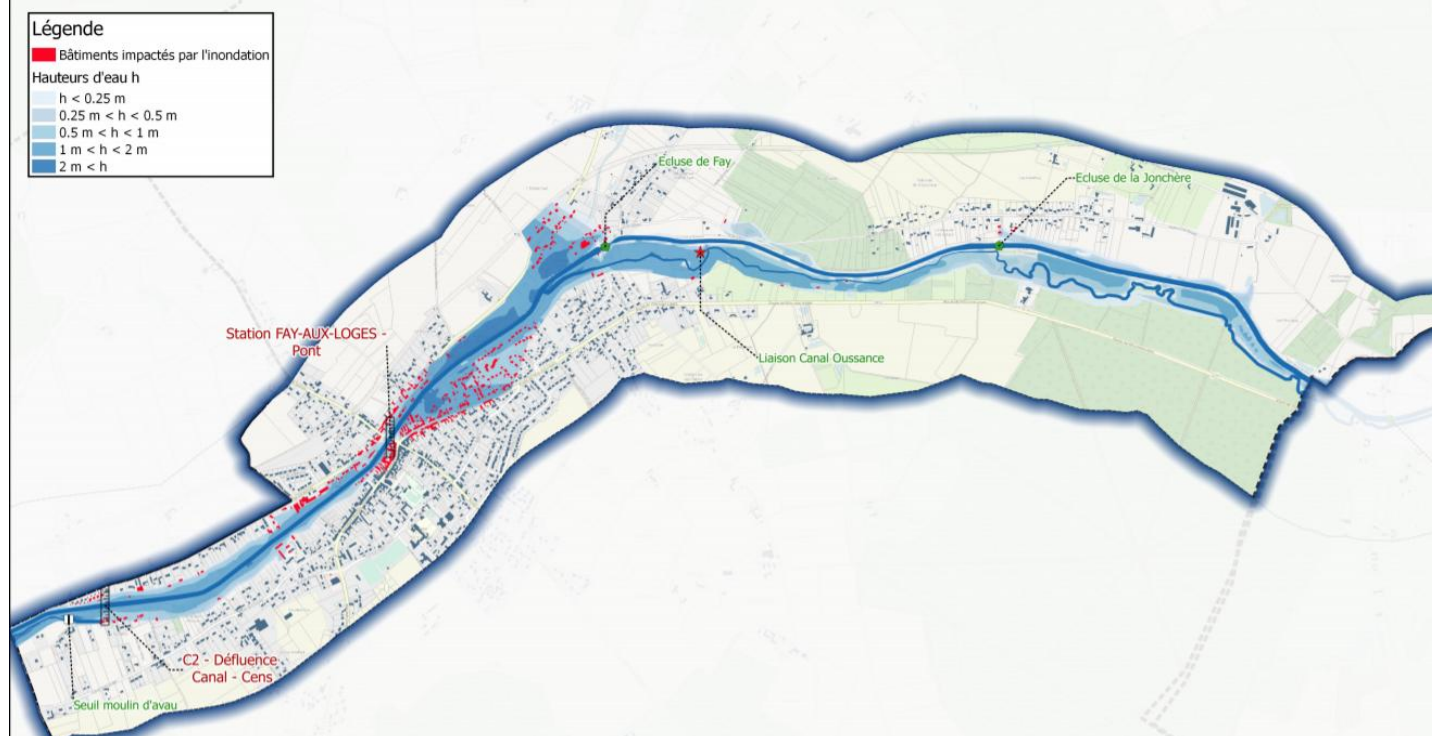 Légende
Bâtiments impactés par l'inondation
Hauteurs d'eau h
h < 0.25 m
0.25 m < h < 0.5 m
0.5 m < h < 1 m
1 m < h < 2 m
2 m < h
Ecluse de Fay
Ecluse de la Jonchère
Station FAY-AUX-LOGES -
Pont
Liaison Canal Oussance
C2 - Défluence
Canal - Cens
Seuil moulin d'avau